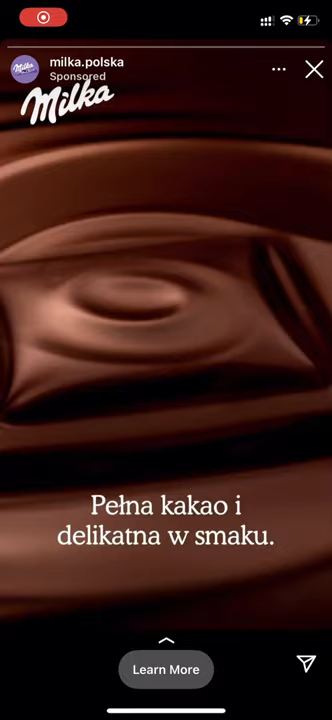 milka.polska
Sponsored
Milka
Pełna kakao i
delikatna w smaku.
Learn More